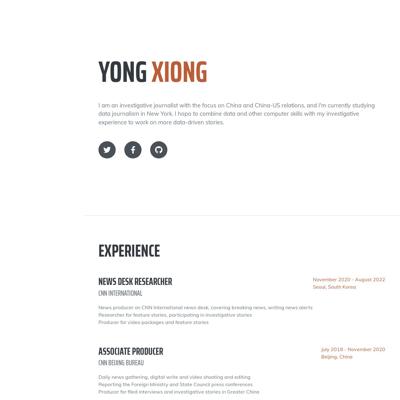 YONG XIONG
I am an investigative journalist with the focus on China and China-US relations, and I'm currently studying
data journalism in New York. I hope to combine data and other computer skills with my investigative
experience to work on more data-driven stories.
EXPERIENCE
NEWS DESK RESEARCHER
November 2020 - August 2022
CNN INTERNATIONAL
Seoul, South Korea
News producer on CNN International news desk, covering breaking news, writing news alerts
Researcher for feature stories, participating in investigative stories
Producer for video packages and feature stories
ASSOCIATE PRODUCER
July 2018 - November 2020
CNN BEIJING BUREAU
Beijing, China
Daily news gathering, digital write and video shooting and editing
Reporting the Foreign Ministry and State Council press conferences
Producer for filed interviews and investigative stories in Greater China